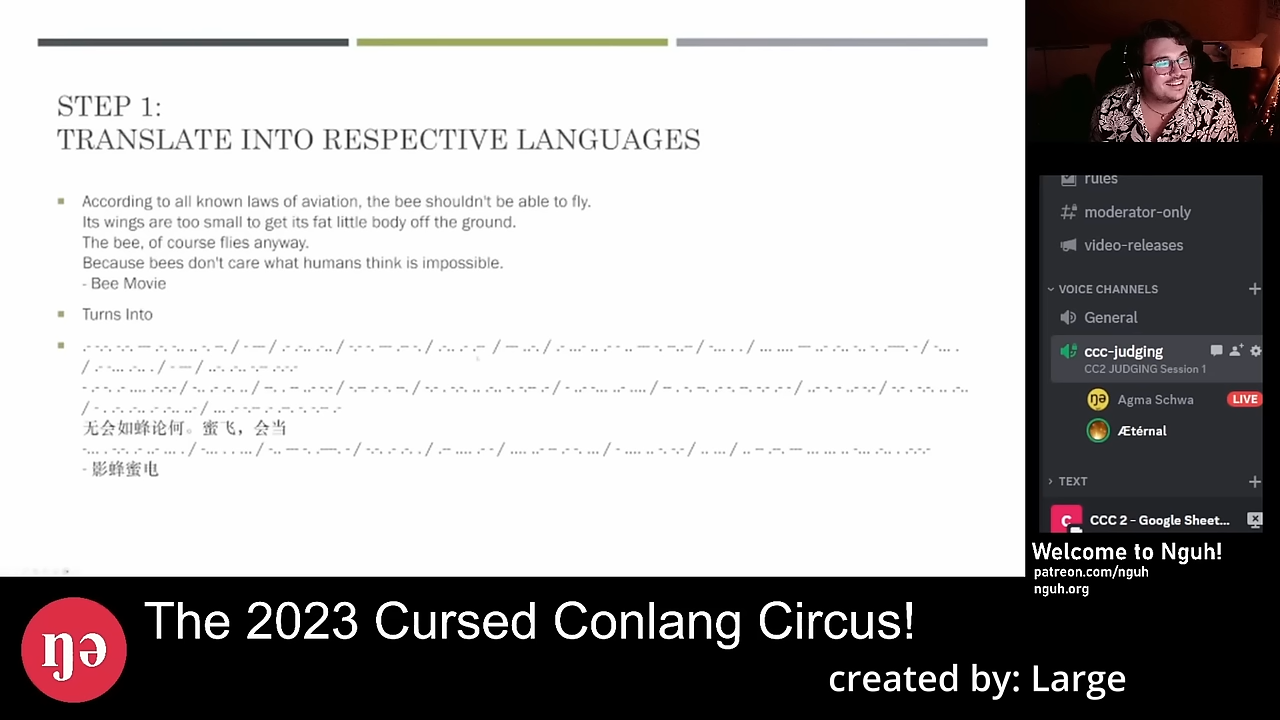 STEP 1:
TRANSLATE INTO RESPECTIVE LANGUAGES
According to all known laws of aviation, the bee shouldn't be able to fly.
Its wings are too small to get its fat little body off the ground.
The bee, of course flies anyway.
Because bees don't care what humans think is impossible.
- Bee Movie
Turns Into
无会如蜂论何。蜜飞，会当
- 影蜂蜜电
rules
moderator-only
video-releases
VOICE CHANNELS
General
ccc-judging
CC2 JUDGING Session 1
ŋə Agma Schwa LIVE
Ætérnal
TEXT
C CCC 2 - Google Sheet...
Welcome to Nguh!
patreon.com/nguh
nguh.org
ŋə
The 2023 Cursed Conlang Circus!
created by: Large